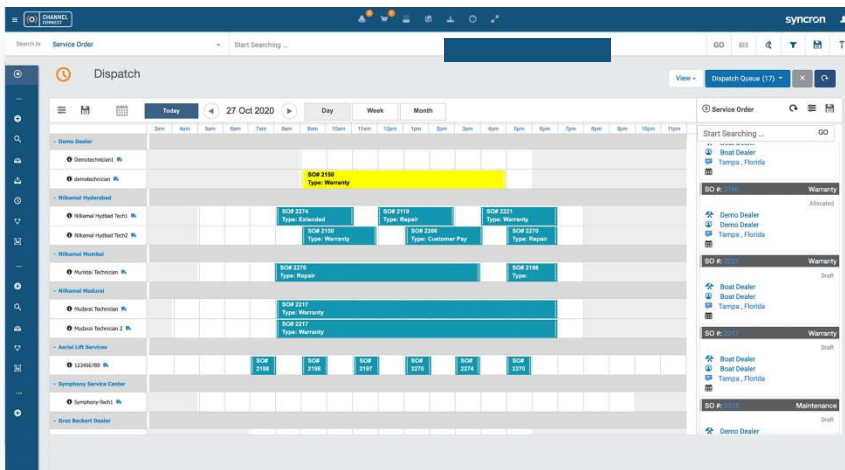 CHANNEL
CONNECT
syncron
Search In Service Order Start Searching ... GO
Dispatch View Dispatch Queue (17)
Today 27 Oct 2020 Day Week Month
3am 4am 5am 6am 7am 8am 9am 10am 11am 12pm 1pm 2pm 3pm 4pm 5pm 6pm 7pm 8pm 9pm 10pm 11pm
- Demo Dealer
Demotechnician1
demotechnician
SO# 2150
Type: Warranty
- Nilkamal Hyderabad
Nilkamal Hydbad Tech1
SO# 2274 SO# 2110 SO# 2221
Type: Extended Type: Repair Type: Warranty
Nilkamal Hydbad Tech2
SO# 2150 SO# 2266 SO# 2270
Type: Warranty Type: Customer Pay Type: Repair
- Nilkamal Mumbai
Mumbai Technician
SO# 2270 SO# 2198
Type: Repair Type:
- Nilkamal Madurai
Mudarai Technician
SO# 2217
Type: Warranty
Mudarai Technician 2
SO# 2217
Type: Warranty
- Aerial Lift Services
123456789
SO# SO# SO# SO# SO# SO#
2198 2198 2197 2270 2274 2270
- Symphony Service Center
Symphony-Tech1
- Groz Beckert Dealer
Service Order
Start Searching ... GO
Boat Dealer
Tampa , Florida
SO #: Warranty
Allocated
Demo Dealer
Demo Dealer
Tampa , Florida
SO #: 2221 Warranty
Draft
Boat Dealer
Boat Dealer
Tampa , Florida
SO #: 2217 Warranty
Draft
Boat Dealer
Boat Dealer
Tampa , Florida
SO #: Maintenance
Draft
Demo Dealer